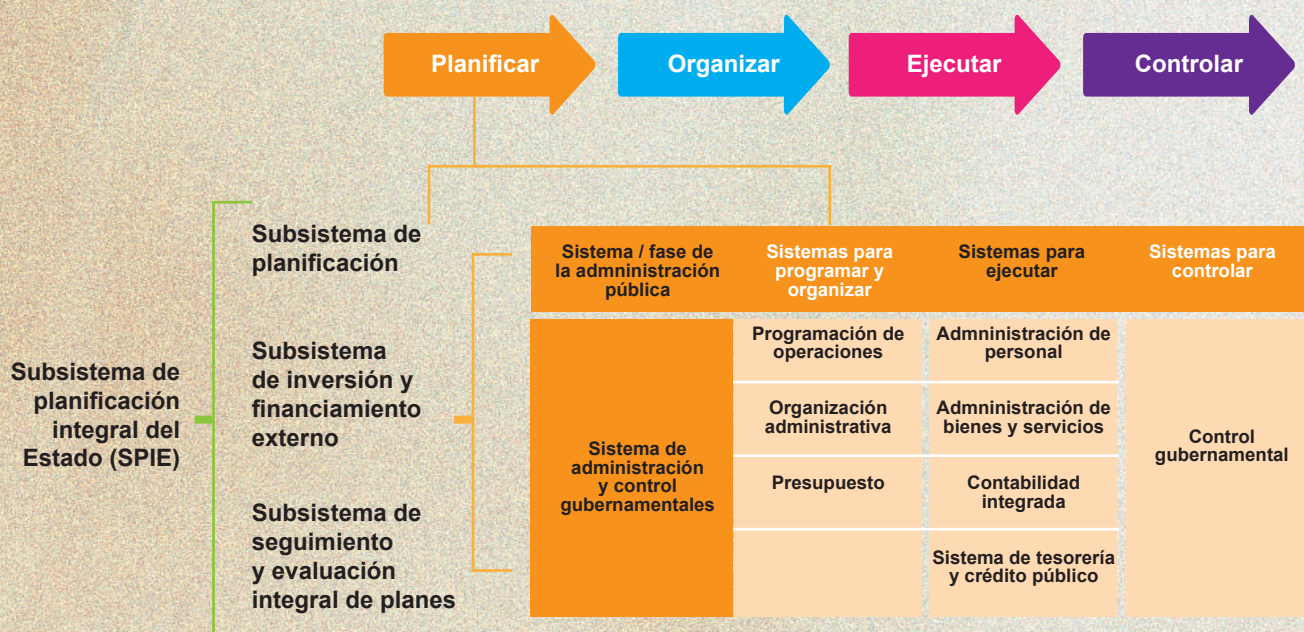 Planificar
Organizar
Ejecutar
Controlar
Subsistema de
planificación
integral del
Estado (SPIE)
Subsistema de
planificación
Subsistema
de inversión y
financiamiento
externo
Subsistema de
seguimiento
y evaluación
integral de planes
Sistema / fase de
la admninistración
pública
Sistemas para
programar y
organizar
Sistemas para
ejecutar
Sistemas para
controlar
Sistema de
administración
y control
gubernamentales
Programación de
operaciones
Admninistración de
personal
Organización
administrativa
Admninistración de
bienes y servicios
Presupuesto
Contabilidad
integrada
Sistema de tesorería
y crédito público
Control
gubernamental